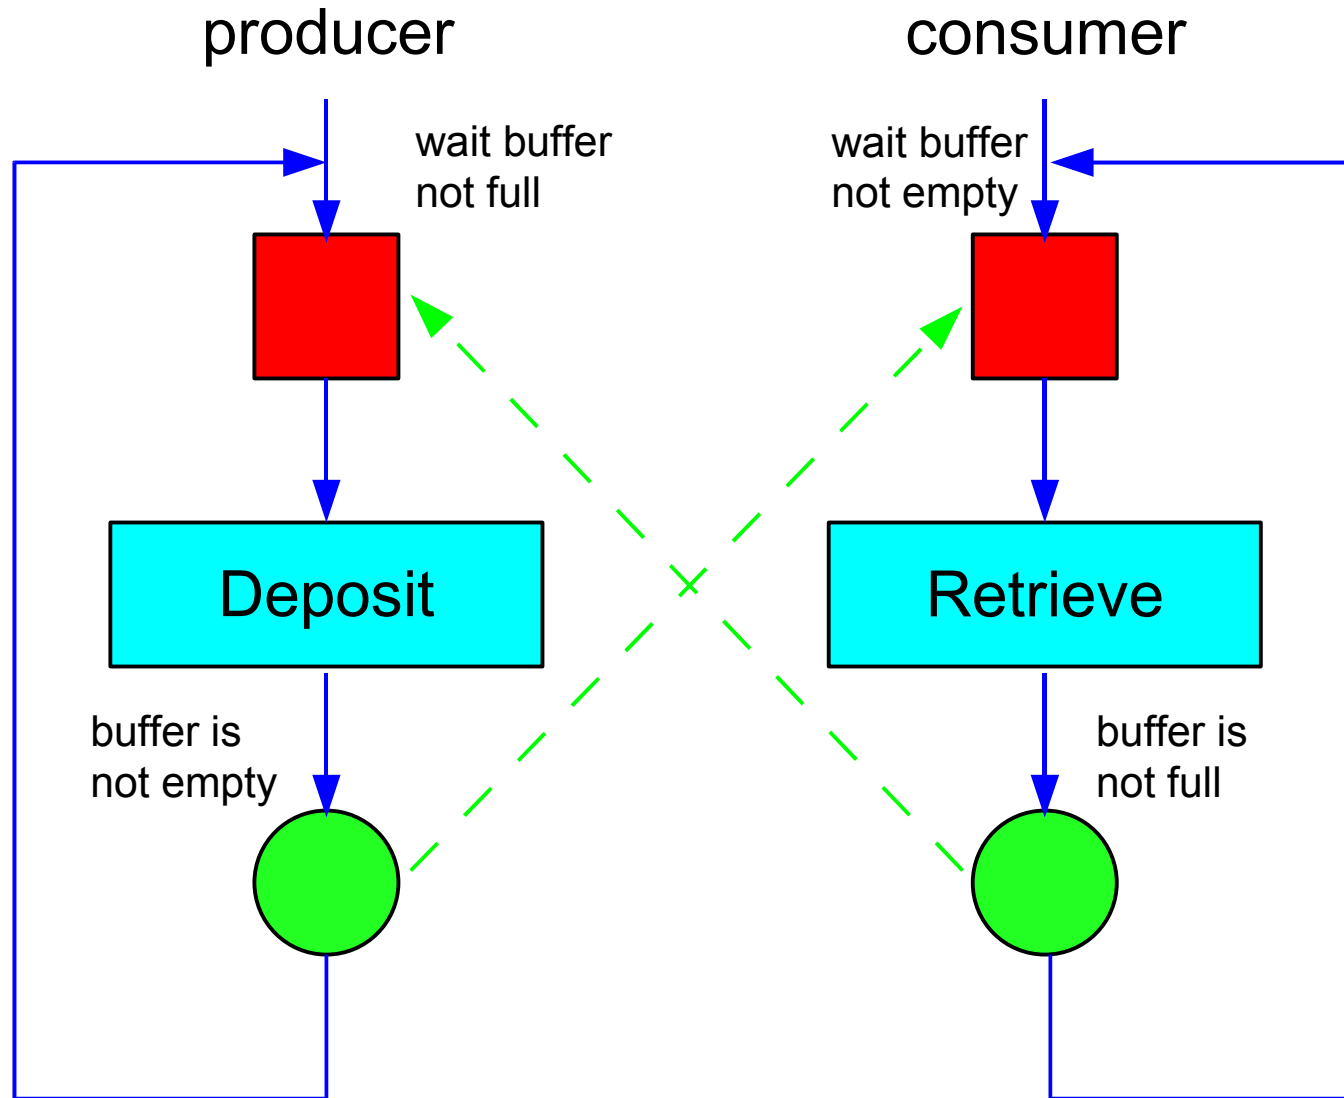 producer
consumer
wait buffer
not full
wait buffer
not empty
Deposit
Retrieve
buffer is
not empty
buffer is
not full